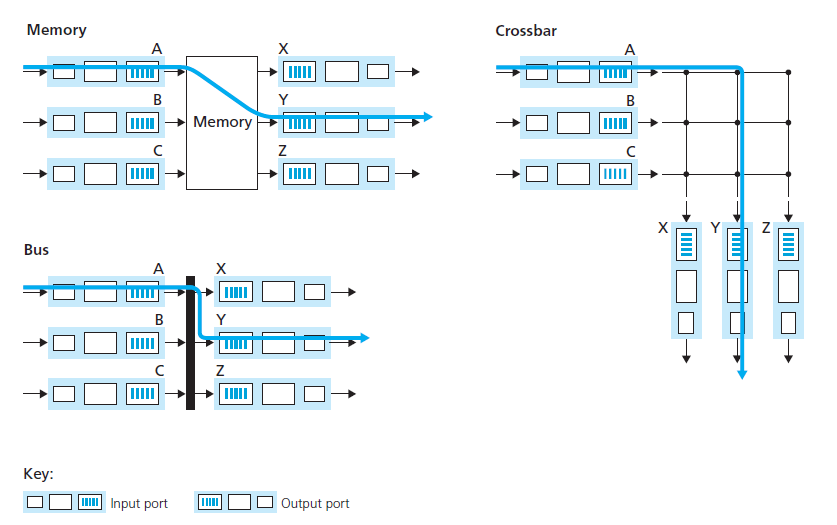 Memory
A
X
B
Y
Memory
C
Z
Crossbar
A
B
C
X
Y
Z
Bus
A
X
B
Y
C
Z
Key:
Input port
Output port